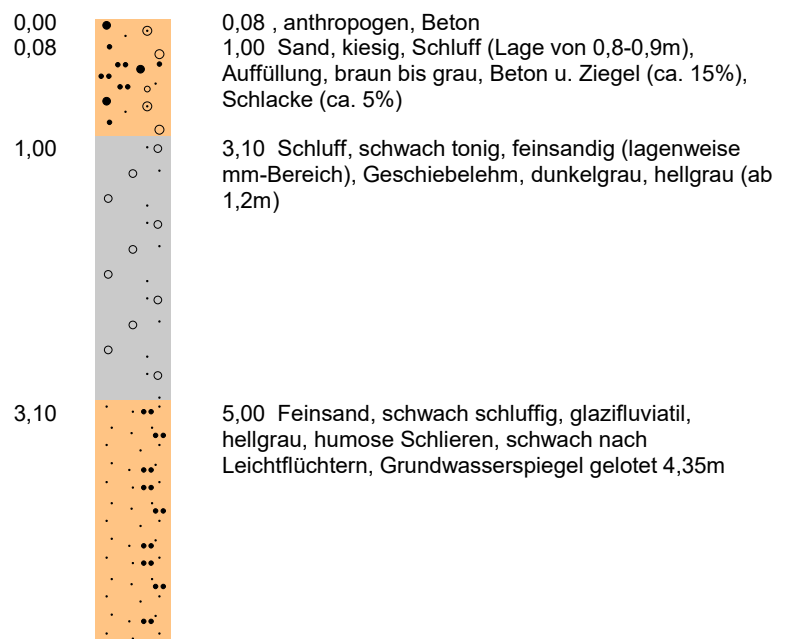 0,00 0,08 , anthropogen, Beton
0,08 1,00 Sand, kiesig, Schluff (Lage von 0,8-0,9m),
Auffüllung, braun bis grau, Beton u. Ziegel (ca. 15%),
Schlacke (ca. 5%)
1,00 3,10 Schluff, schwach tonig, feinsandig (lagenweise
mm-Bereich), Geschiebelehm, dunkelgrau, hellgrau (ab
1,2m)
3,10 5,00 Feinsand, schwach schluffig, glazifluviatil,
hellgrau, humose Schlieren, schwach nach
Leichtflüchtern, Grundwasserspiegel gelotet 4,35m